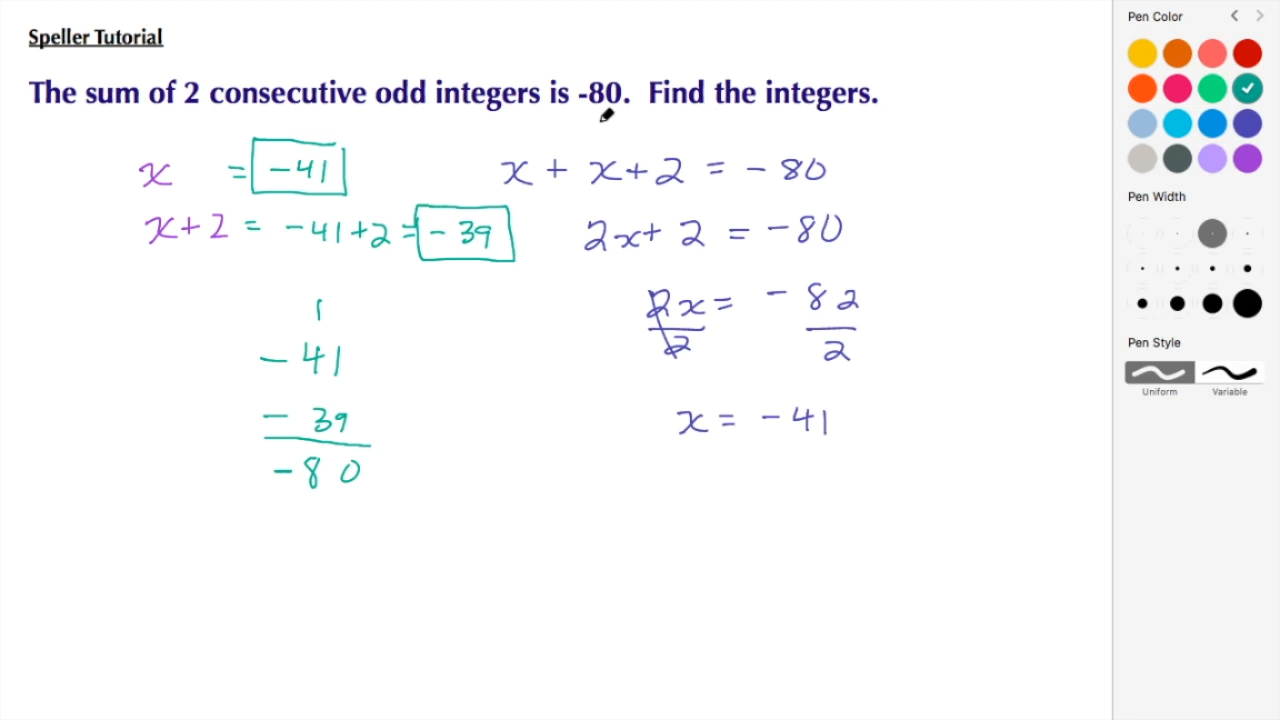 Speller Tutorial
The sum of 2 consecutive odd integers is -80. Find the integers.
x = -41
x+2 = -41+2 = -39
1
-41
-39
-80
x + x+2 = -80
2x+ 2 = -80
2x = -82
2 2
x = -41
Pen Color
Pen Width
Pen Style
Uniform Variable